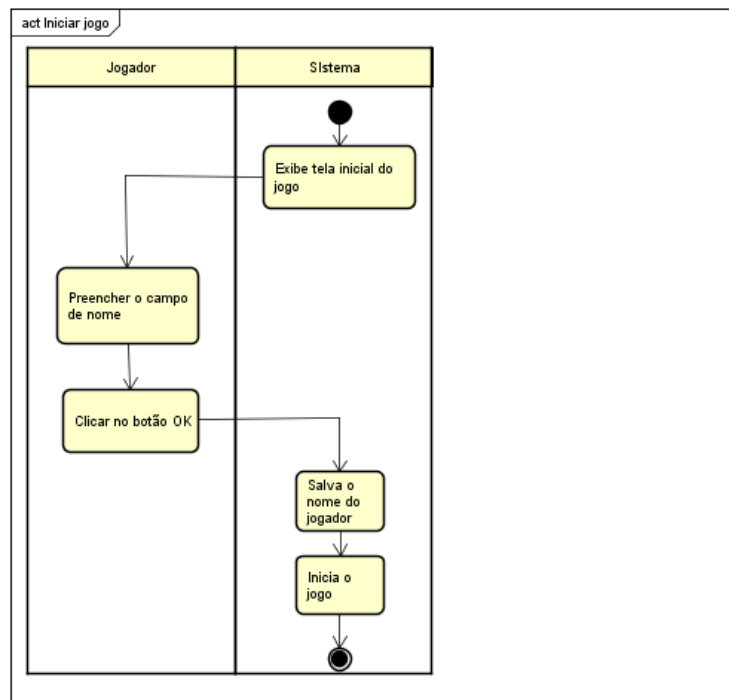 act Iniciar jogo
Jogador
SIstema
Exibe tela inicial do
jogo
Preencher o campo
de nome
Clicar no botão OK
Salva o
nome do
jogador
Inicia o
jogo